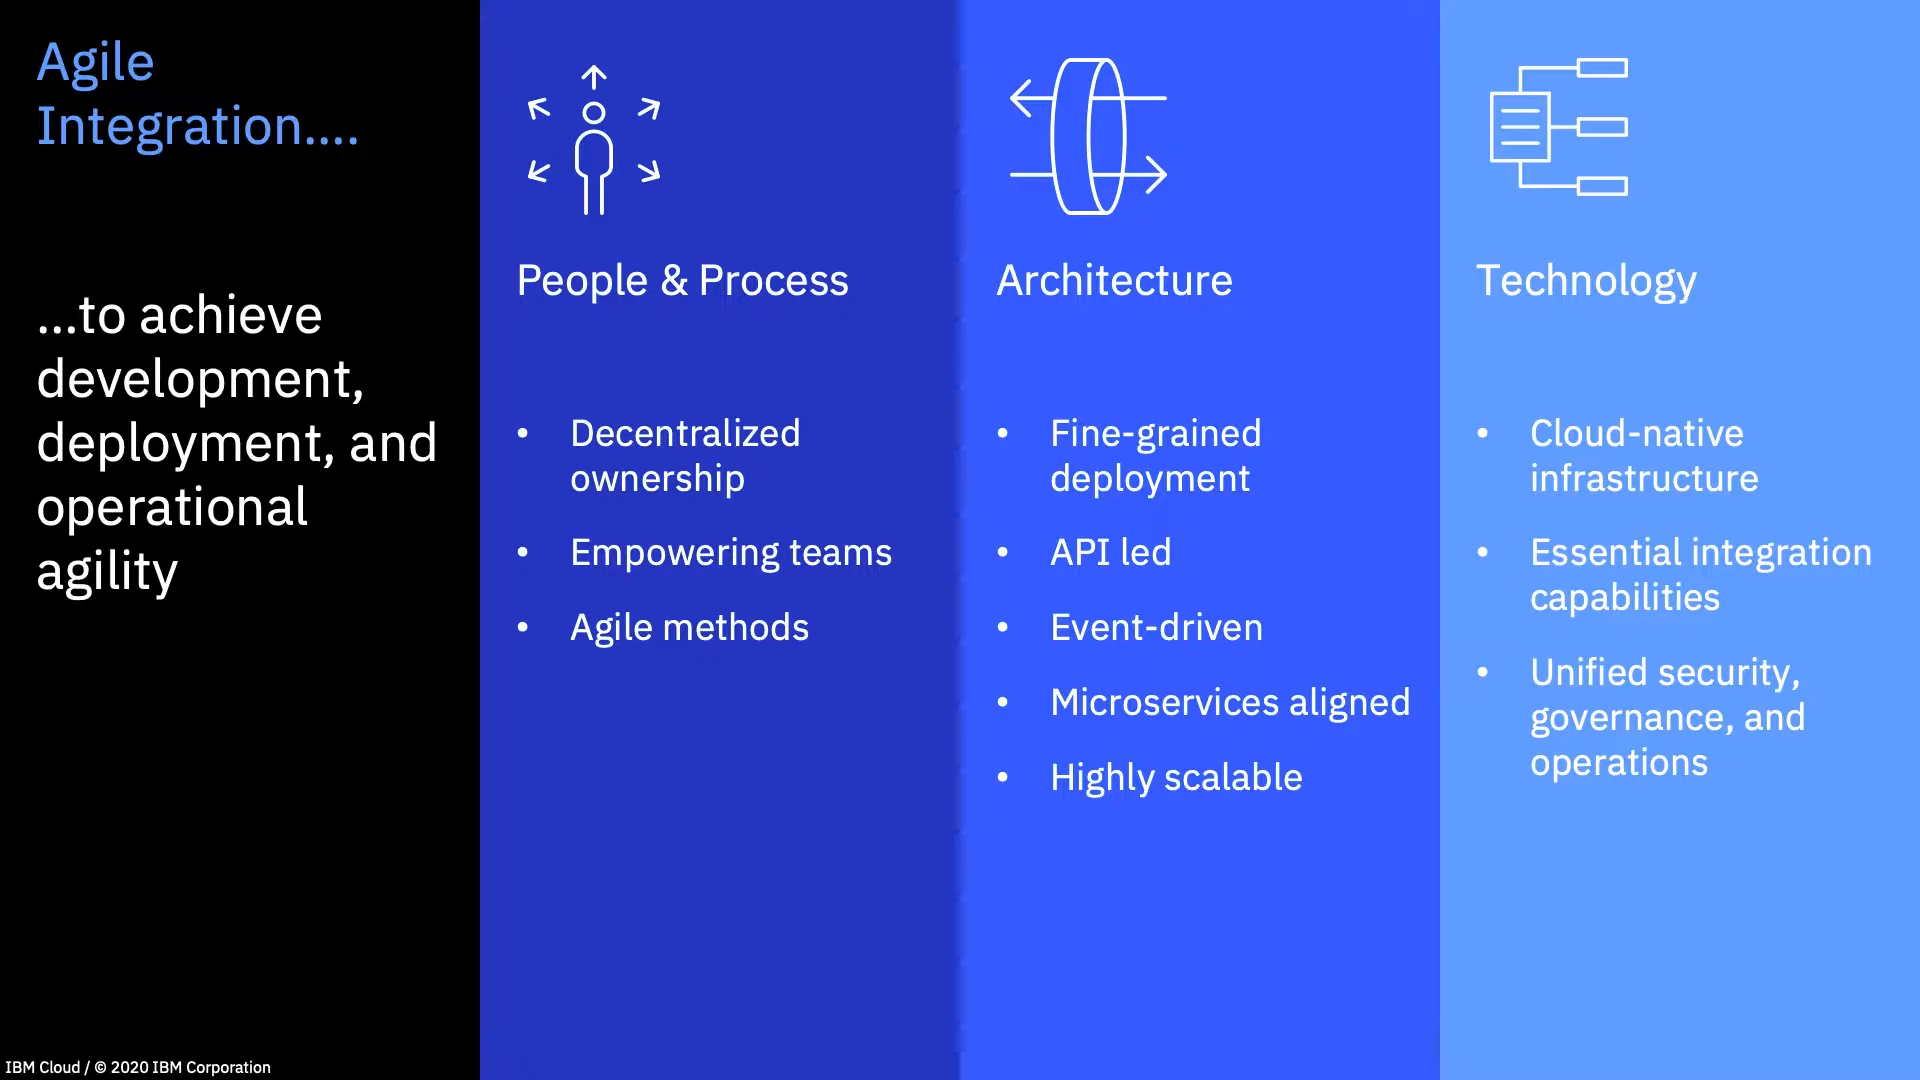 Agile
Integration....
...to achieve
development,
deployment, and
operational
agility
People & Process
• Decentralized
ownership
• Empowering teams
• Agile methods
Architecture
• Fine-grained
deployment
• API led
• Event-driven
• Microservices aligned
• Highly scalable
Technology
• Cloud-native
infrastructure
• Essential integration
capabilities
• Unified security,
governance, and
operations
IBM Cloud / © 2020 IBM Corporation